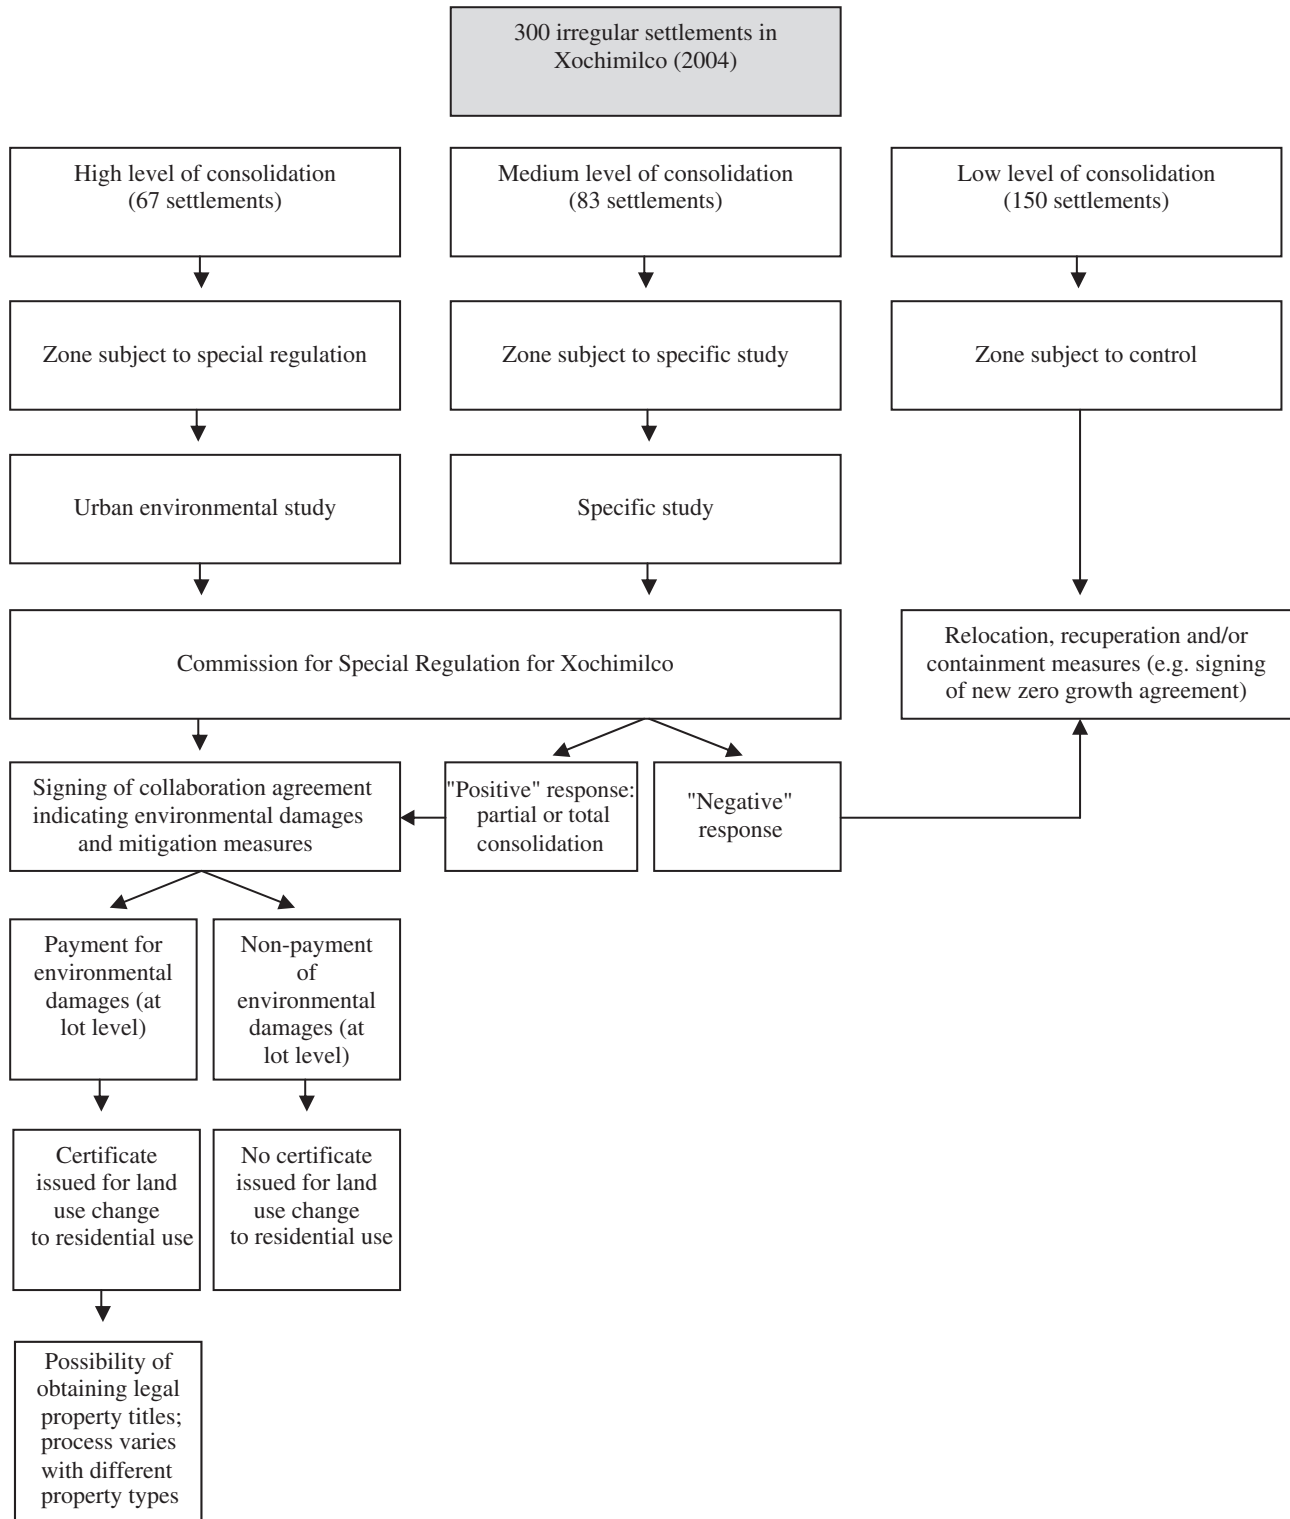 300 irregular settlements in
Xochimilco (2004)
High level of consolidation
(67 settlements)
Medium level of consolidation
(83 settlements)
Low level of consolidation
(150 settlements)
Zone subject to special regulation
Zone subject to specific study
Zone subject to control
Urban environmental study
Specific study
Commission for Special Regulation for Xochimilco
Relocation, recuperation and/or
containment measures (e.g. signing
of new zero growth agreement)
Signing of collaboration agreement
indicating environmental damages
and mitigation measures
"Positive" response:
partial or total
consolidation
"Negative"
response
Payment for
environmental
damages (at
lot level)
Non-payment
of
environmental
damages (at
lot level)
Certificate
issued for land
use change
to residential use
No certificate
issued for land
use change
to residential use
Possibility of
obtaining legal
property titles;
process varies
with different
property types